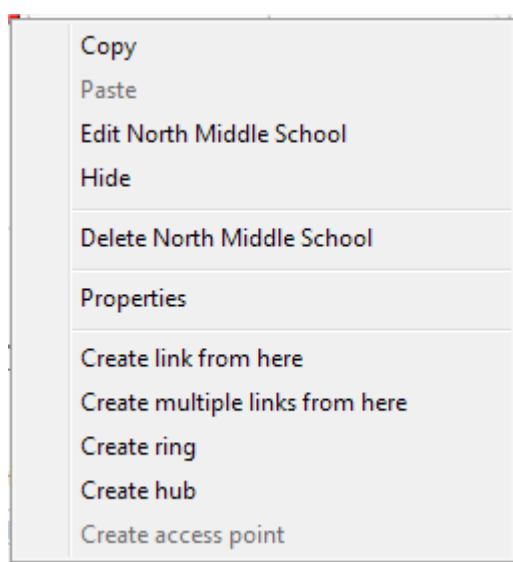 Copy
Paste
Edit North Middle School
Hide
Delete North Middle School
Properties
Create link from here
Create multiple links from here
Create ring
Create hub
Create access point